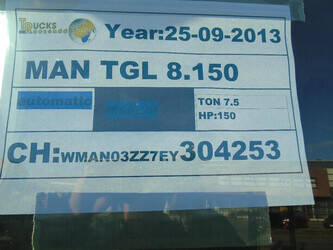 TRUCKS
Year:25-09-2013
MAN TGL 8.150
automatic
TON 7.5
HP:150
CH:WMAN03ZZ7EY304253